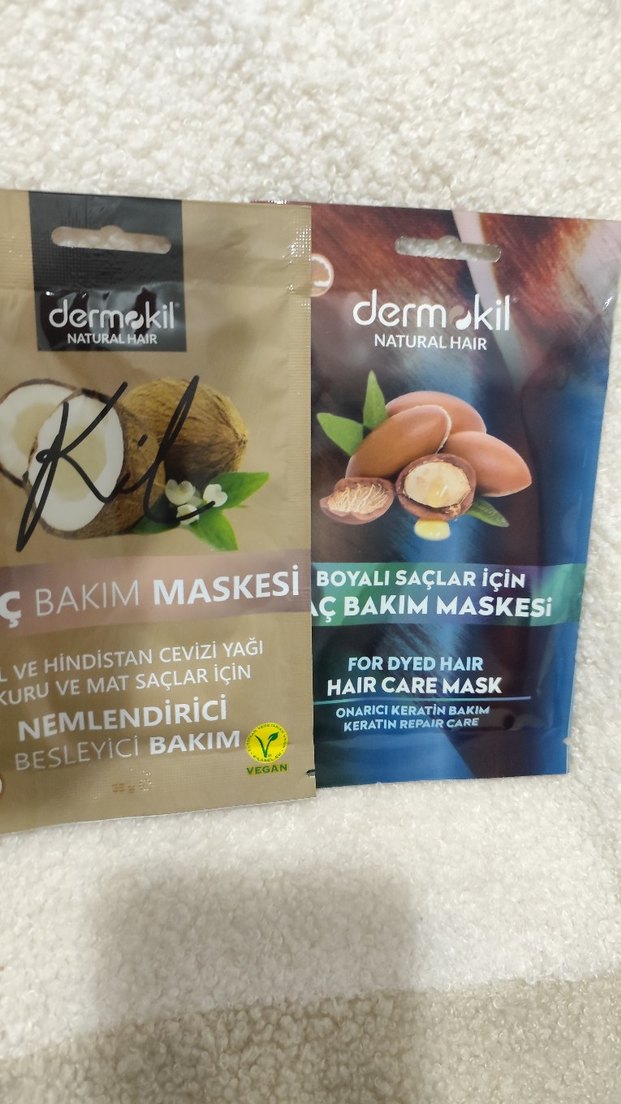 dermokil
NATURAL HAIR
Kil
Ç BAKIM MASKESİ
L VE HİNDİSTAN CEVİZİ YAĞI
KURU VE MAT SAÇLAR İÇİN
NEMLENDİRİCİ
BESLEYİCİ BAKIM
VEGAN
dermokil
NATURAL HAIR
BOYALI SAÇLAR İÇİN
AÇ BAKIM MASKESİ
FOR DYED HAIR
HAIR CARE MASK
ONARICI KERATİN BAKIM
KERATIN REPAIR CARE